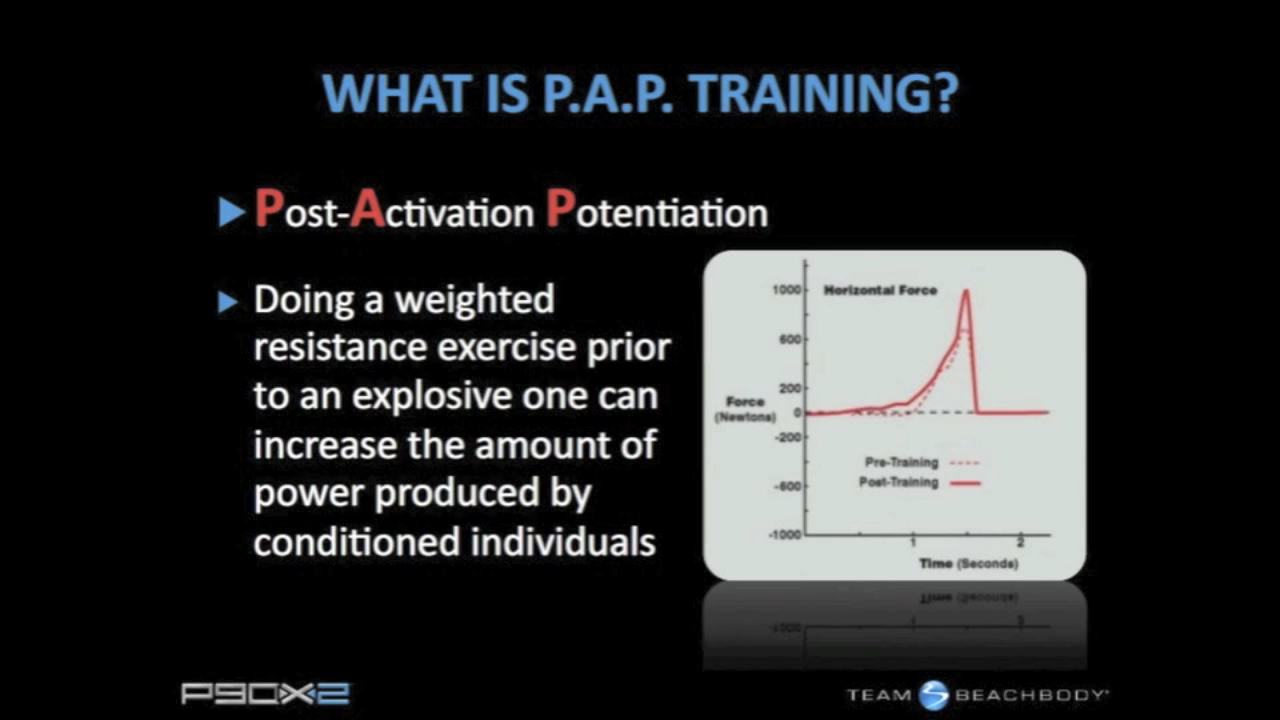 WHAT IS P.A.P. TRAINING?
Post-Activation Potentiation
Doing a weighted
resistance exercise prior
to an explosive one can
increase the amount of
power produced by
conditioned individuals
Horizontal Force
1000
600
200
0
-200
-600
-1000
Force
(Newtons)
Pre-Training
Post-Training
1
2
Time (Seconds)
P90X2
TEAM BEACHBODY